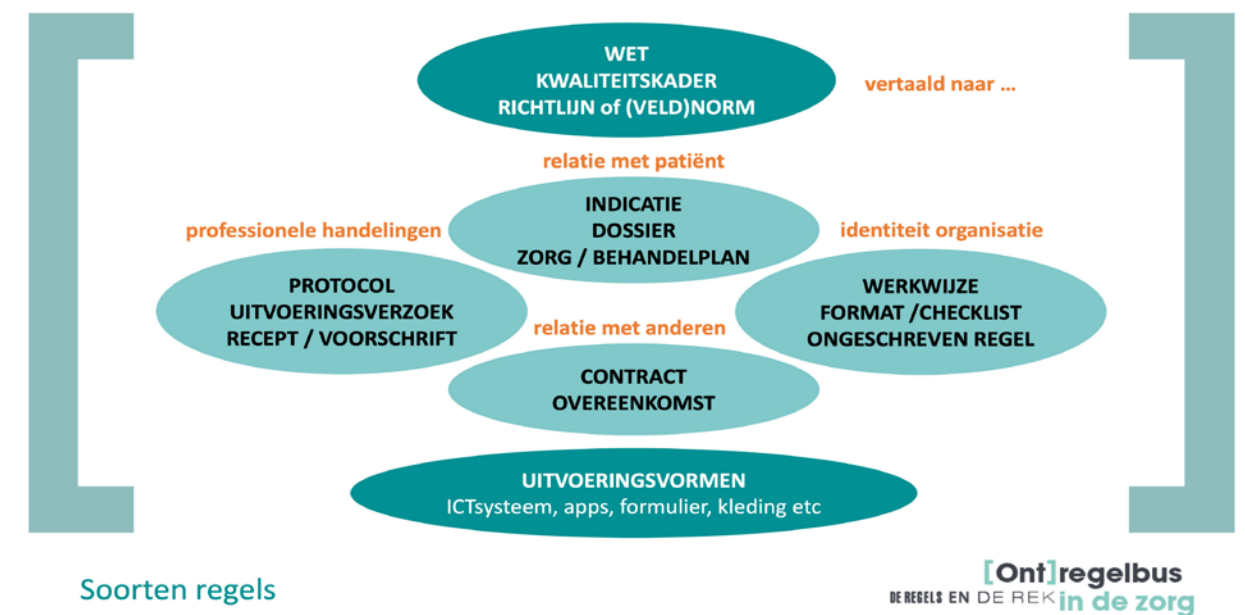 WET
KWALITEITSKADER
RICHTLIJN of (VELD)NORM
vertaald naar ...
relatie met patiënt
INDICATIE
DOSSIER
ZORG / BEHANDELPLAN
professionele handelingen
identiteit organisatie
PROTOCOL
UITVOERINGSVERZOEK
RECEPT / VOORSCHRIFT
WERKWIJZE
FORMAT /CHECKLIST
ONGESCHREVEN REGEL
relatie met anderen
CONTRACT
OVEREENKOMST
UITVOERINGSVORMEN
ICTsysteem, apps, formulier, kleding etc
Soorten regels
[Ont]regelbus
DE REGELS EN DE REK in de zorg